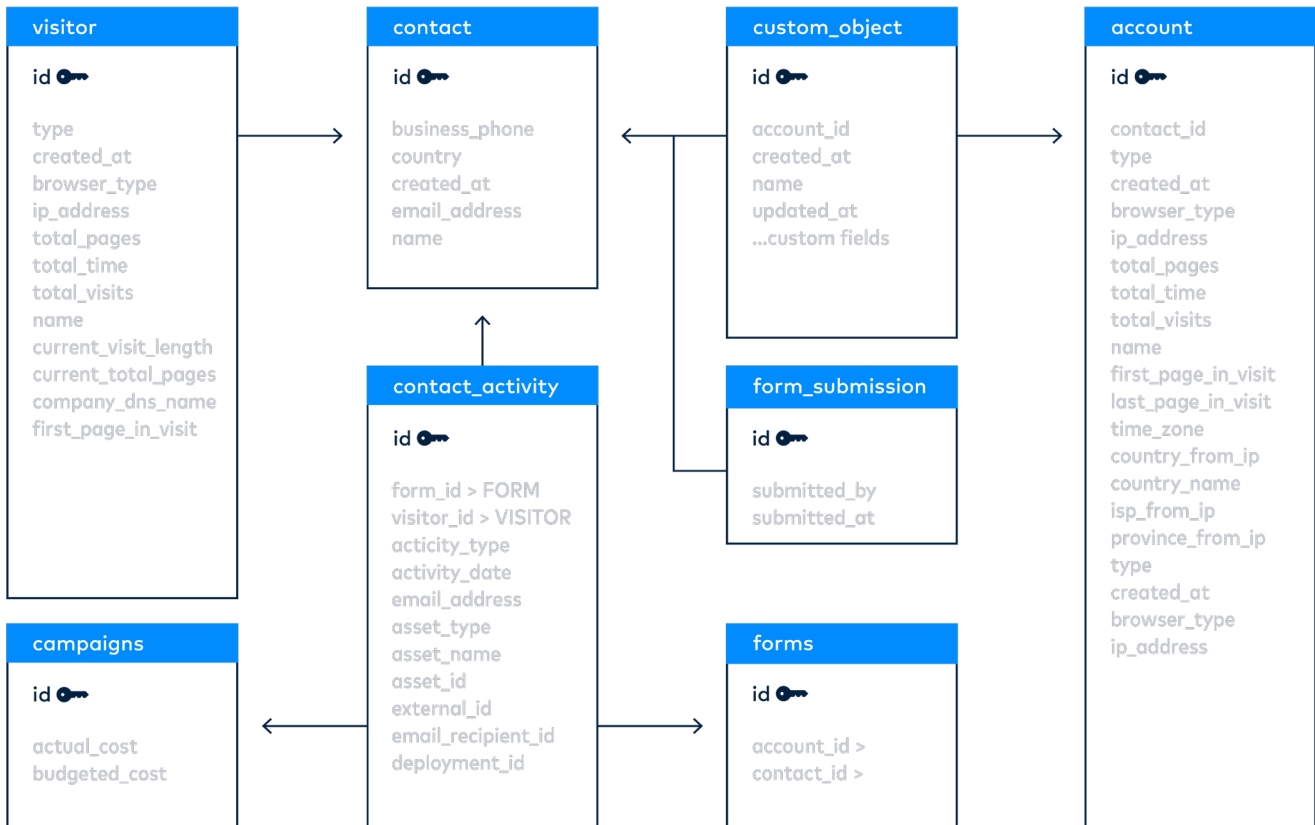 visitor
id
type
created_at
browser_type
ip_address
total_pages
total_time
total_visits
name
current_visit_length
current_total_pages
company_dns_name
first_page_in_visit
contact
id
business_phone
country
created_at
email_address
name
custom_object
id
account_id
created_at
name
updated_at
...custom fields
account
id
contact_id
type
created_at
browser_type
ip_address
total_pages
total_time
total_visits
name
first_page_in_visit
last_page_in_visit
time_zone
country_from_ip
country_name
isp_from_ip
province_from_ip
type
created_at
browser_type
ip_address
contact_activity
id
form_id > FORM
visitor_id > VISITOR
acticity_type
activity_date
email_address
asset_type
asset_name
asset_id
external_id
email_recipient_id
deployment_id
form_submission
id
submitted_by
submitted_at
campaigns
id
actual_cost
budgeted_cost
forms
id
account_id >
contact_id >